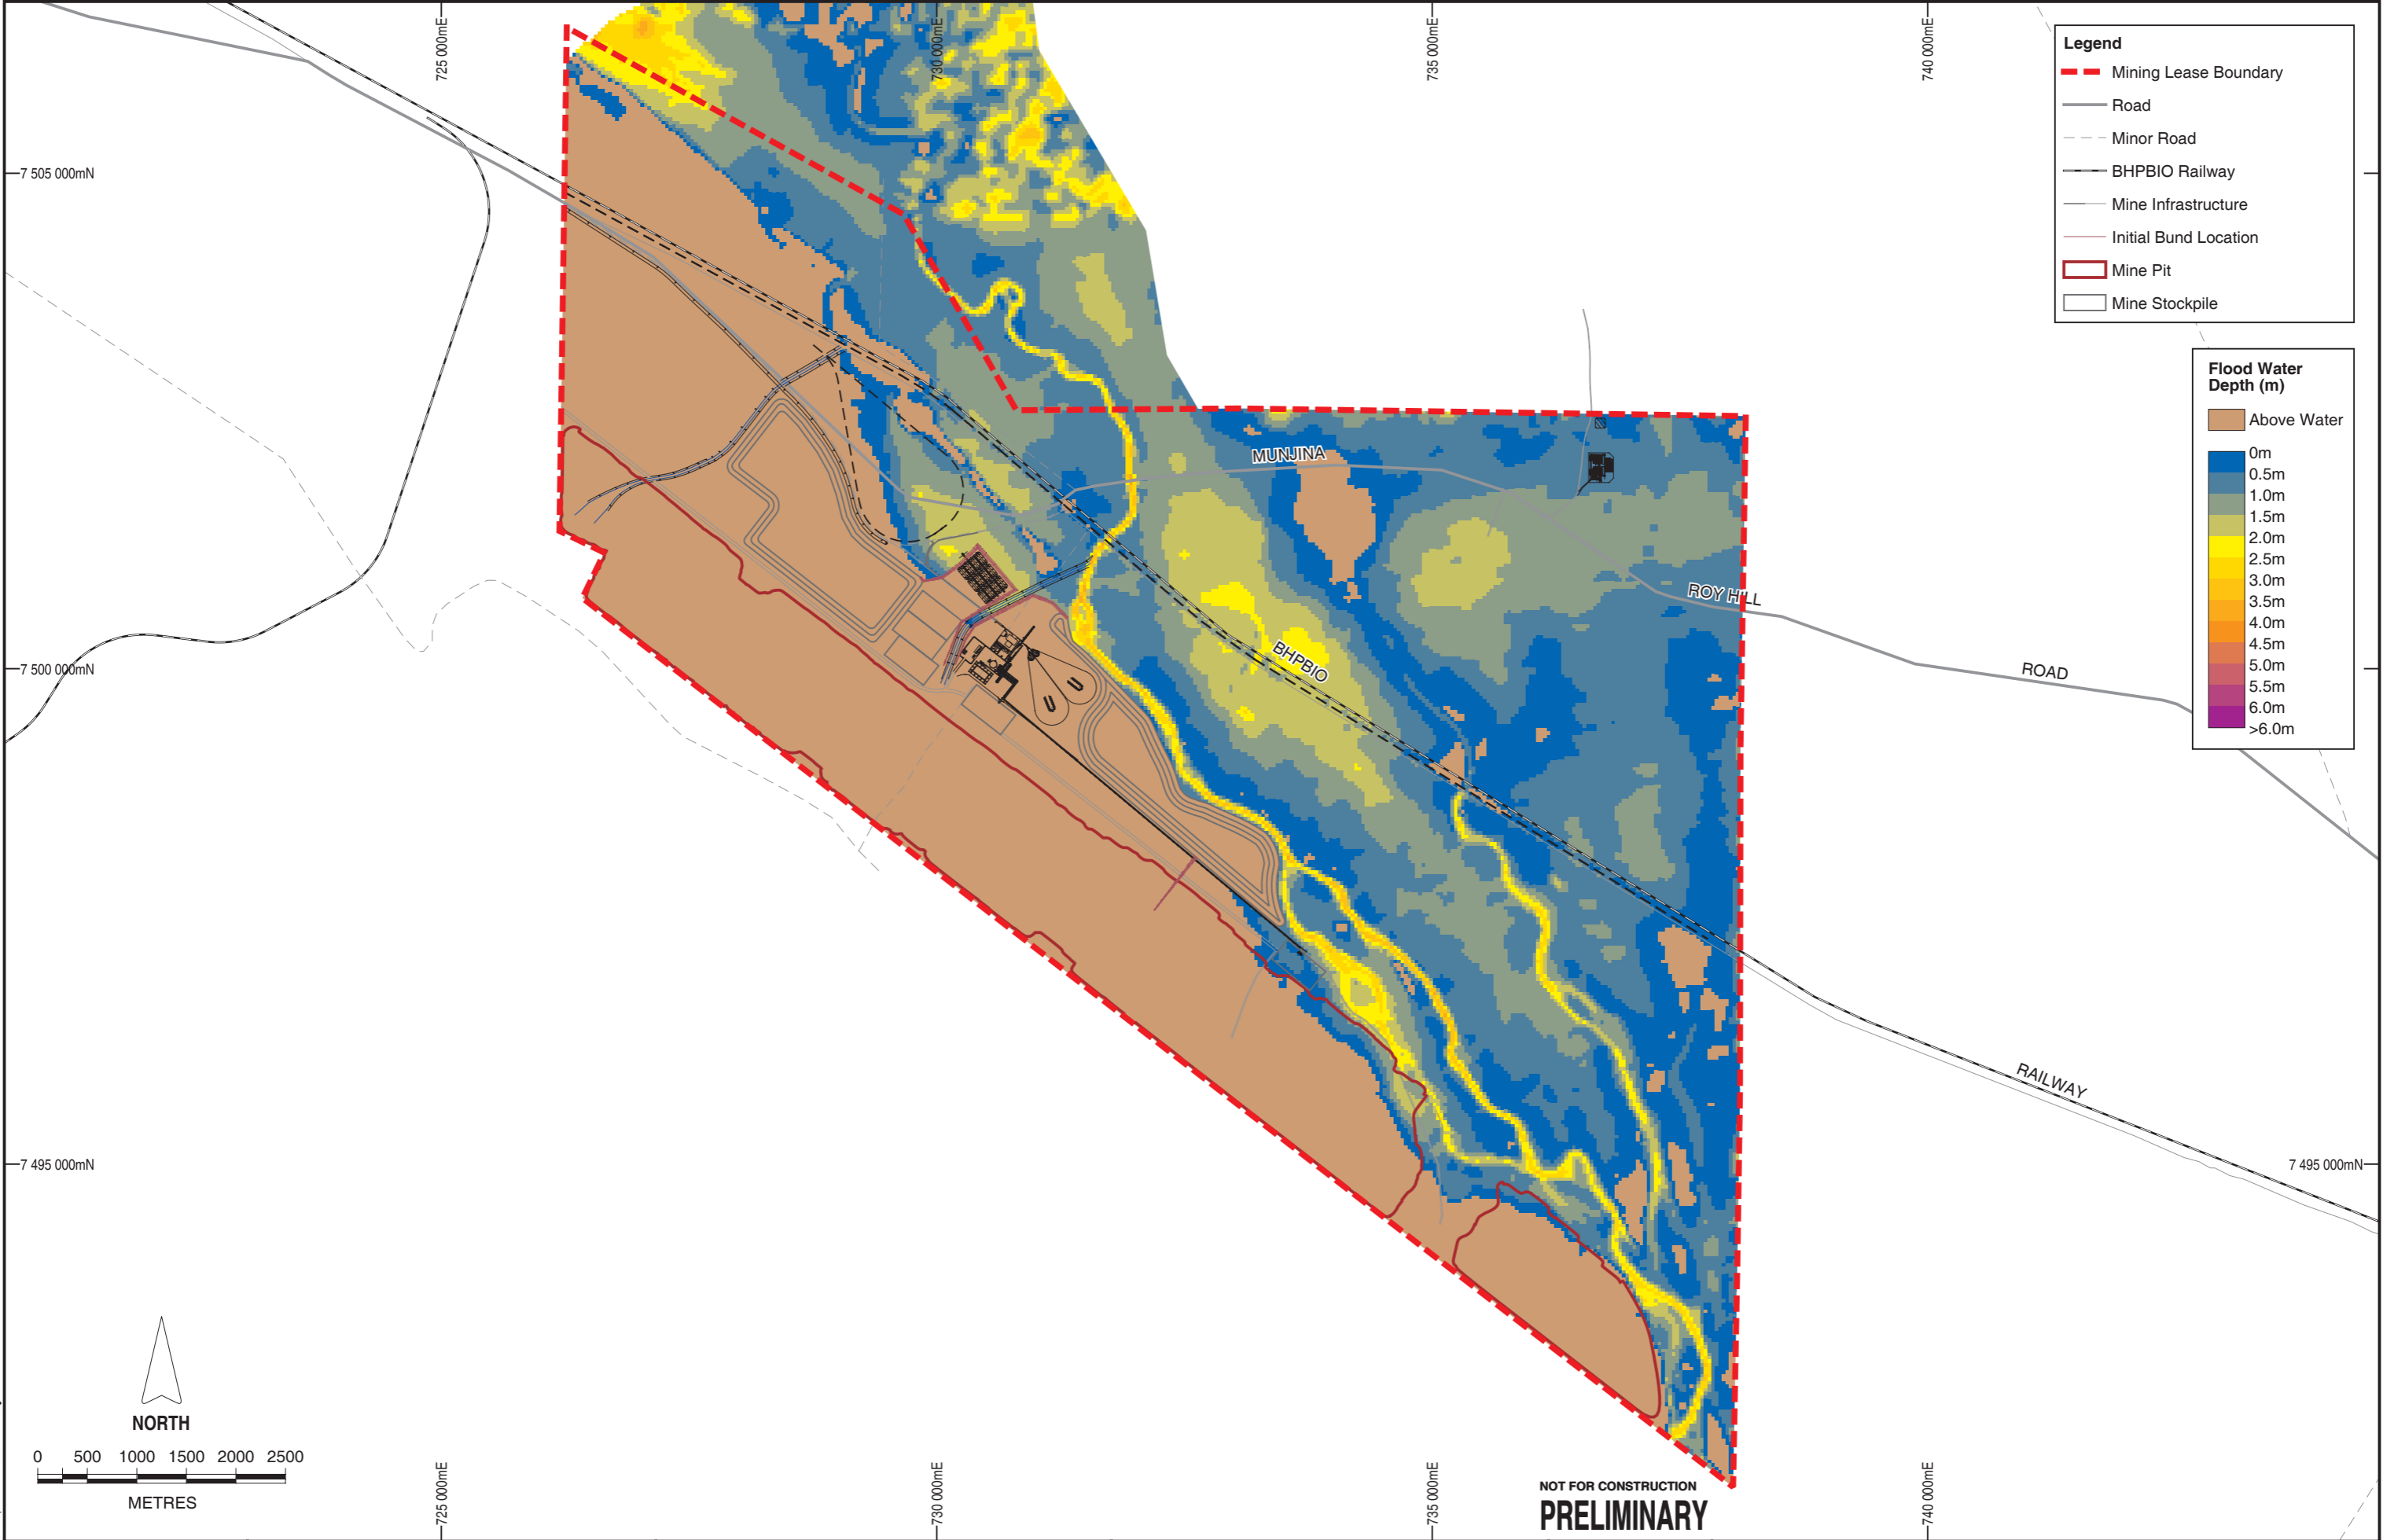 725 000mE
730 000mE
735 000mE
740 000mE
Legend
Mining Lease Boundary
Road
Minor Road
BHPBIO Railway
Mine Infrastructure
Initial Bund Location
Mine Pit
Mine Stockpile
7 505 000mN
Flood Water
Depth (m)
Above Water
0m
0.5m
1.0m
1.5m
2.0m
2.5m
3.0m
3.5m
4.0m
4.5m
5.0m
5.5m
6.0m
>6.0m
MUNJINA
ROY HILL
ROAD
7 500 000mN
BHPBIO
RAILWAY
7 495 000mN
7 495 000mN
NORTH
0 500 1000 1500 2000 2500
METRES
725 000mE
730 000mE
735 000mE
740 000mE
NOT FOR CONSTRUCTION
PRELIMINARY